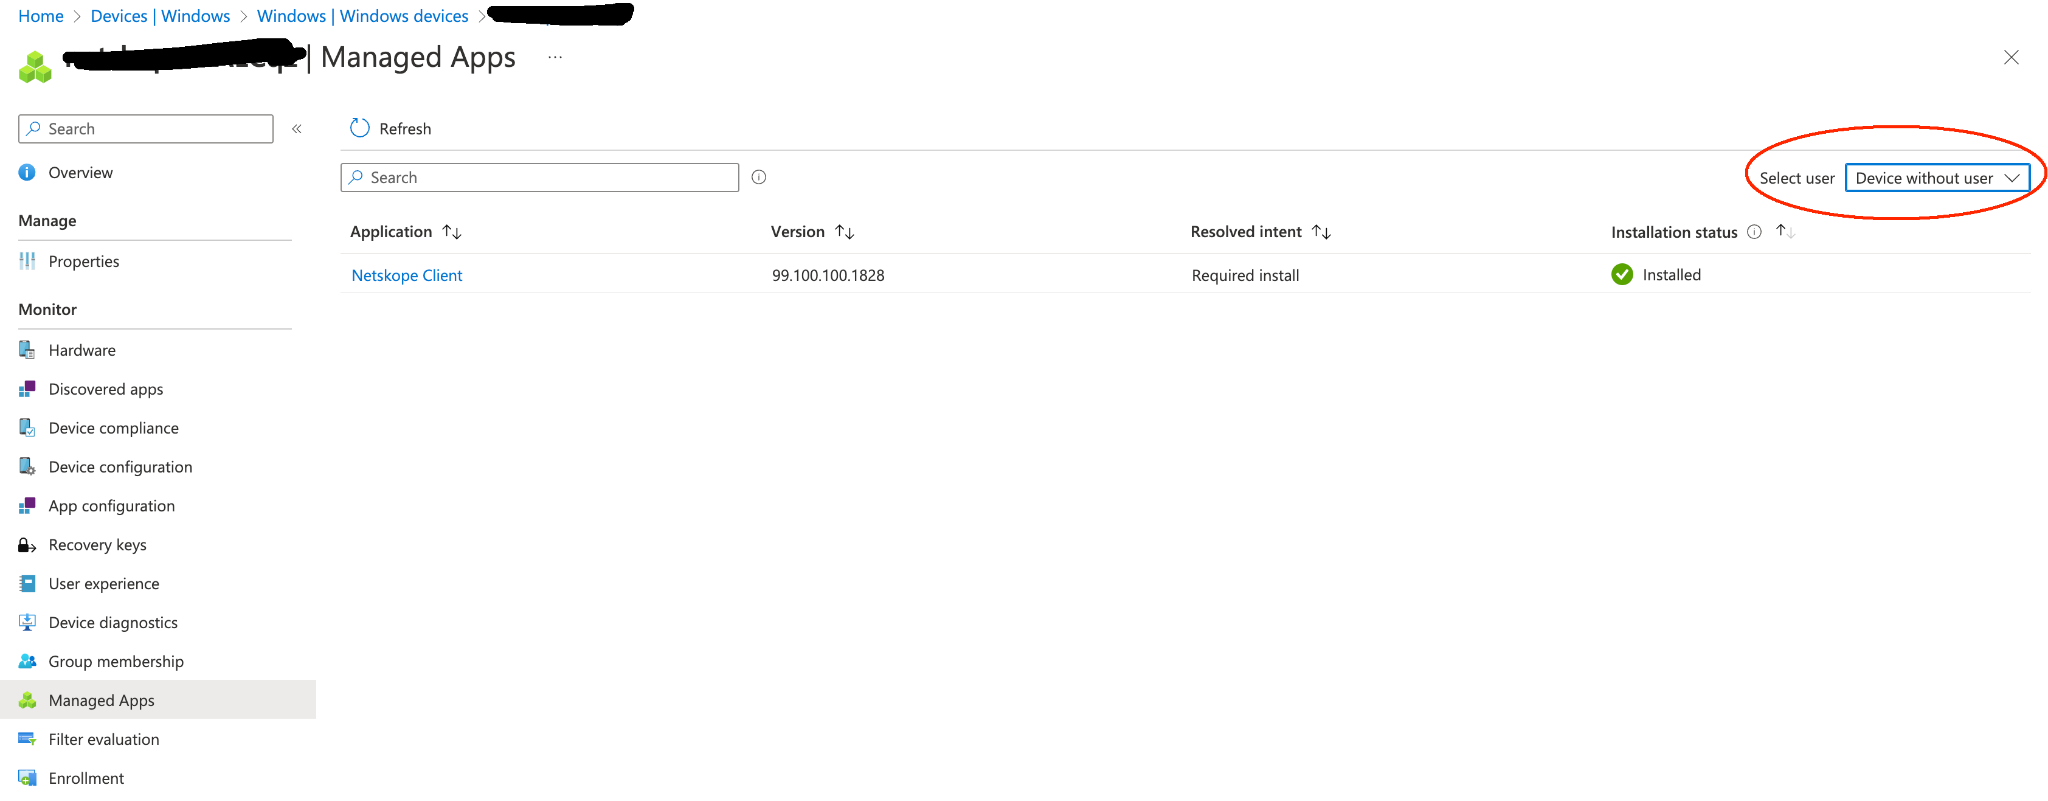 Home > Devices | Windows > Windows | Windows devices >
| Managed Apps ...
Search «
Refresh
Overview
Search
Select user Device without user
Manage
Application Version Resolved intent Installation status
Properties
Netskope Client 99.100.100.1828 Required install Installed
Monitor
Hardware
Discovered apps
Device compliance
Device configuration
App configuration
Recovery keys
User experience
Device diagnostics
Group membership
Managed Apps
Filter evaluation
Enrollment